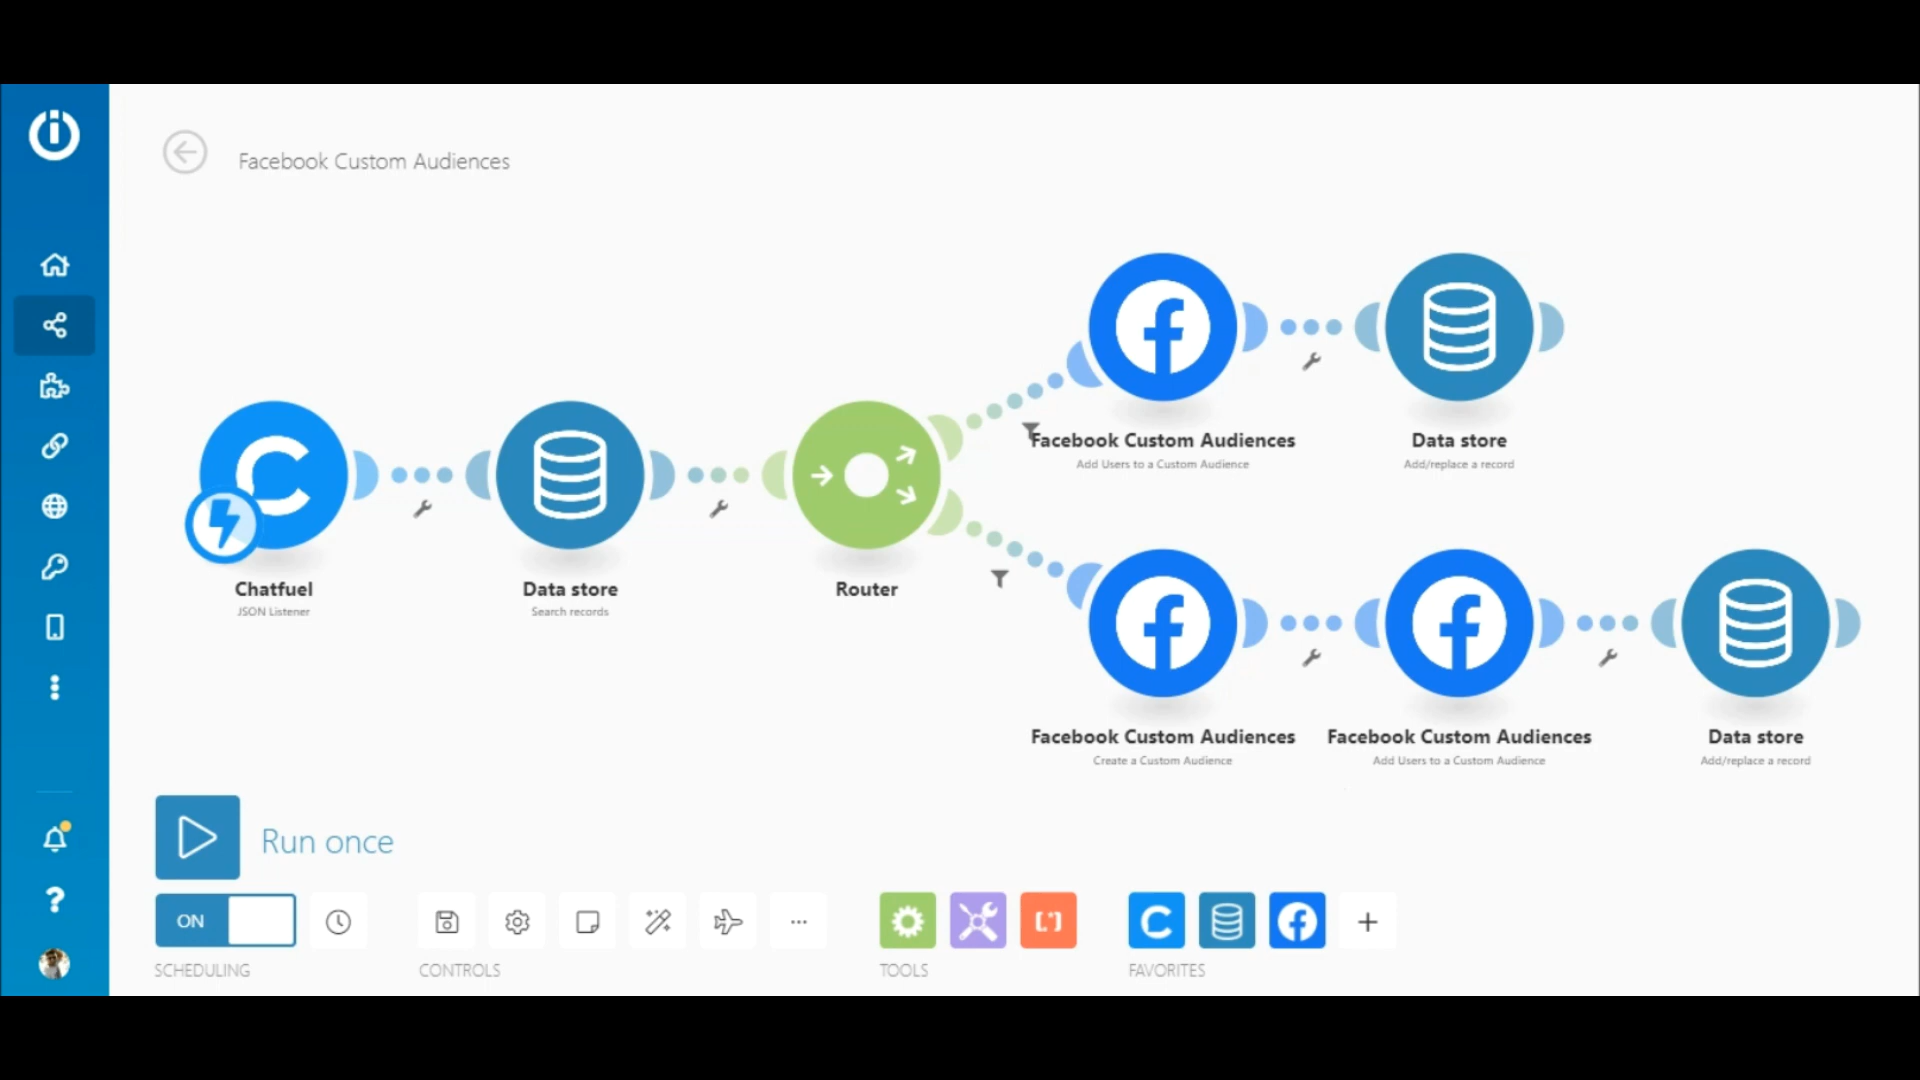 Facebook Custom Audiences
Facebook Custom Audiences
Add Users to a Custom Audience
Data store
Add/replace a record
Chatfuel
JSON Listener
Data store
Search records
Router
Facebook Custom Audiences
Create a Custom Audience
Facebook Custom Audiences
Add Users to a Custom Audience
Data store
Add/replace a record
Run once
ON
SCHEDULING
CONTROLS
TOOLS
FAVORITES